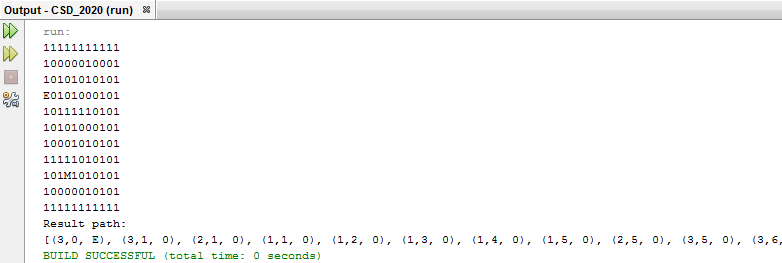 Output - CSD_2020 (run)
run:
11111111111
10000010001
10101010101
E0101000101
10111110101
10101000101
10001010101
11111010101
101M1010101
10000010101
11111111111
Result path:
[(3,0, E), (3,1, 0), (2,1, 0), (1,1, 0), (1,2, 0), (1,3, 0), (1,4, 0), (1,5, 0), (2,5, 0), (3,5, 0), (3,6,
BUILD SUCCESSFUL (total time: 0 seconds)